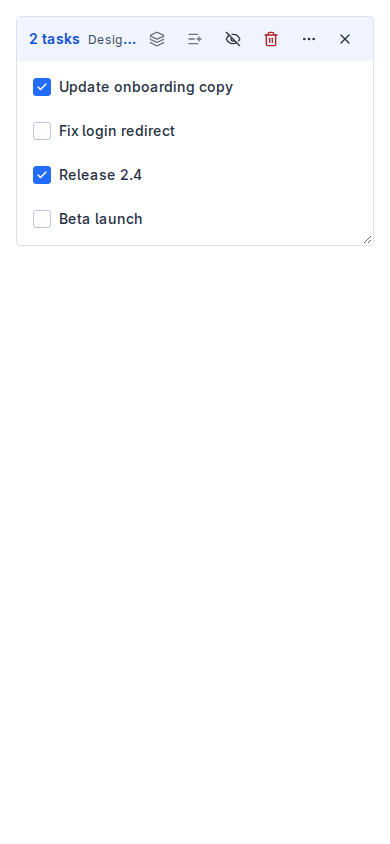 2 tasks Desig...
Update onboarding copy
Fix login redirect
Release 2.4
Beta launch